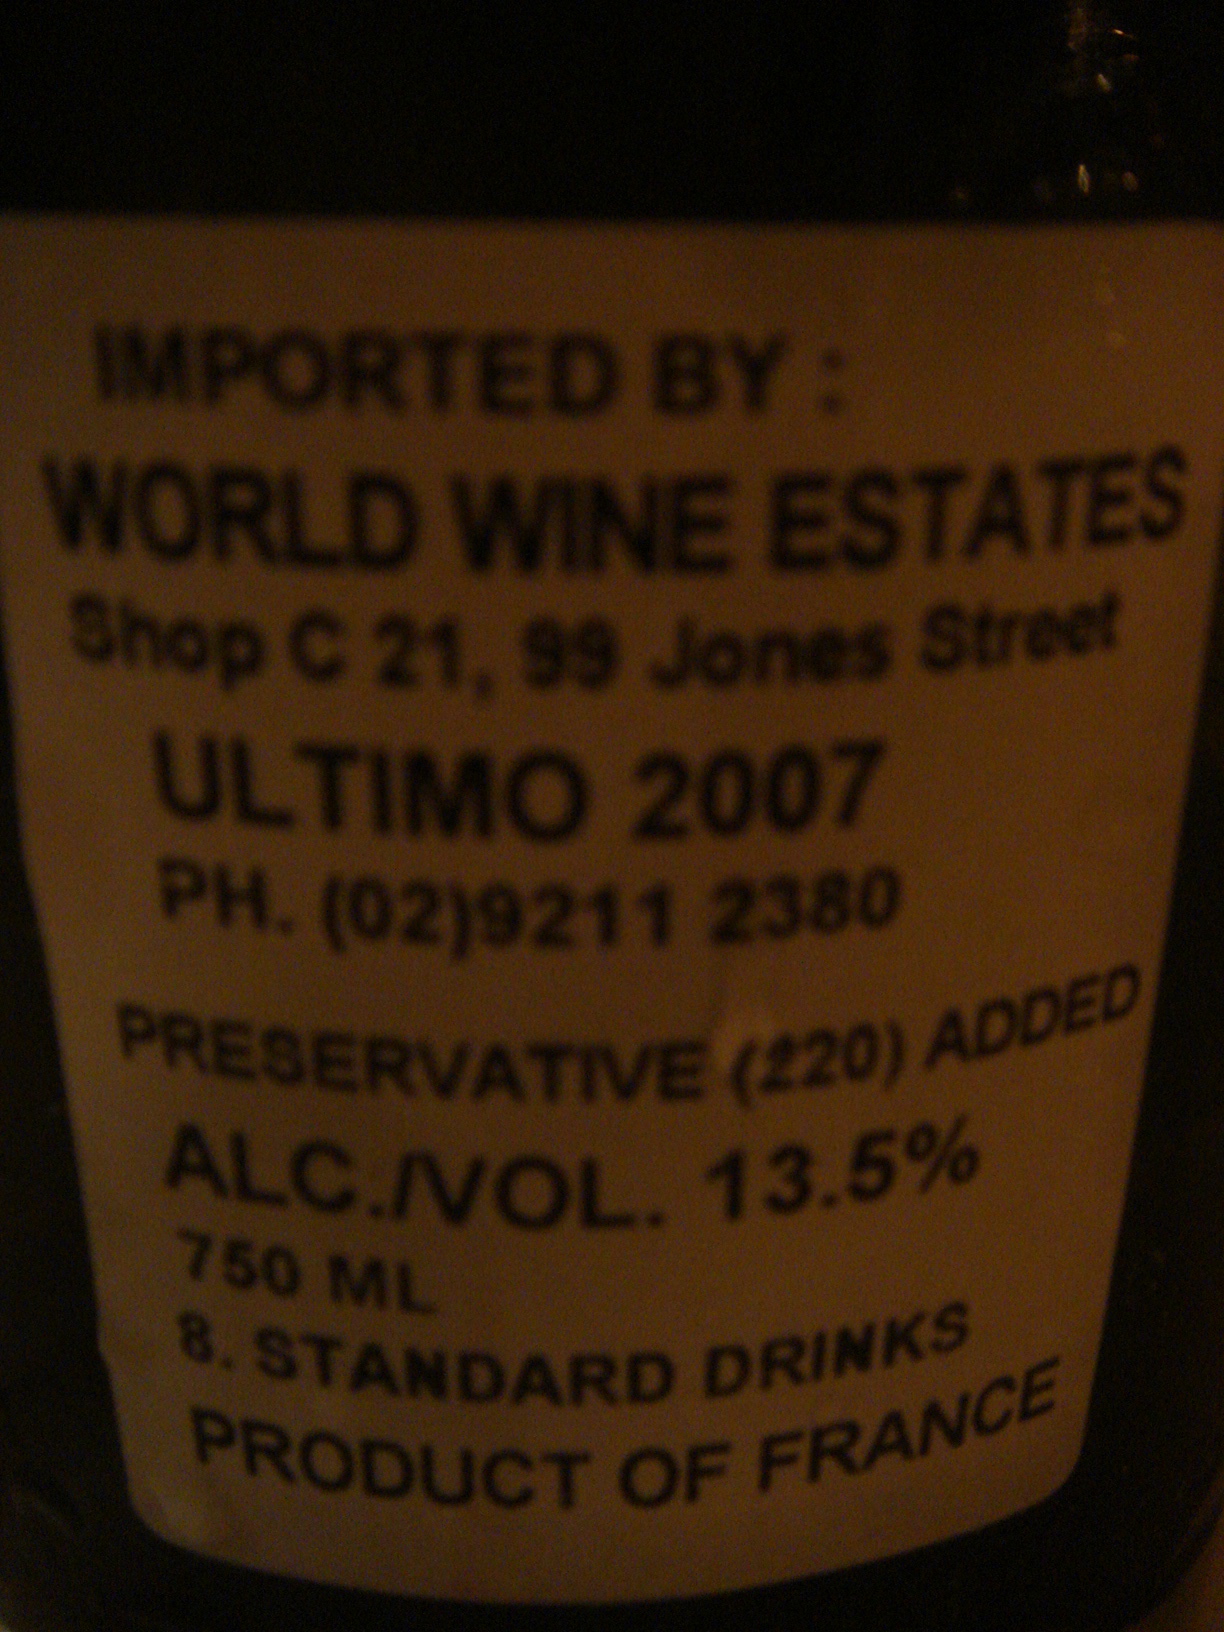 IMPORTED BY :
WORLD WINE ESTATES
Shop C 21, 99 Jones Street
ULTIMO 2007
PH. (02)9211 2380
PRESERVATIVE (220) ADDED
ALC./VOL. 13.5%
750 ML
8. STANDARD DRINKS
PRODUCT OF FRANCE